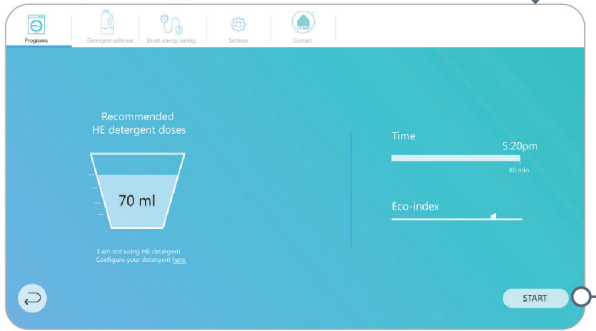 Programs
Detergent+softener
Smart energy saving
Settings
Contact
Recommended
HE detergent doses
70 ml
I am not using HE detergent.
Configure your detergent here.
Time
5:20pm
80 min
Eco-index
START